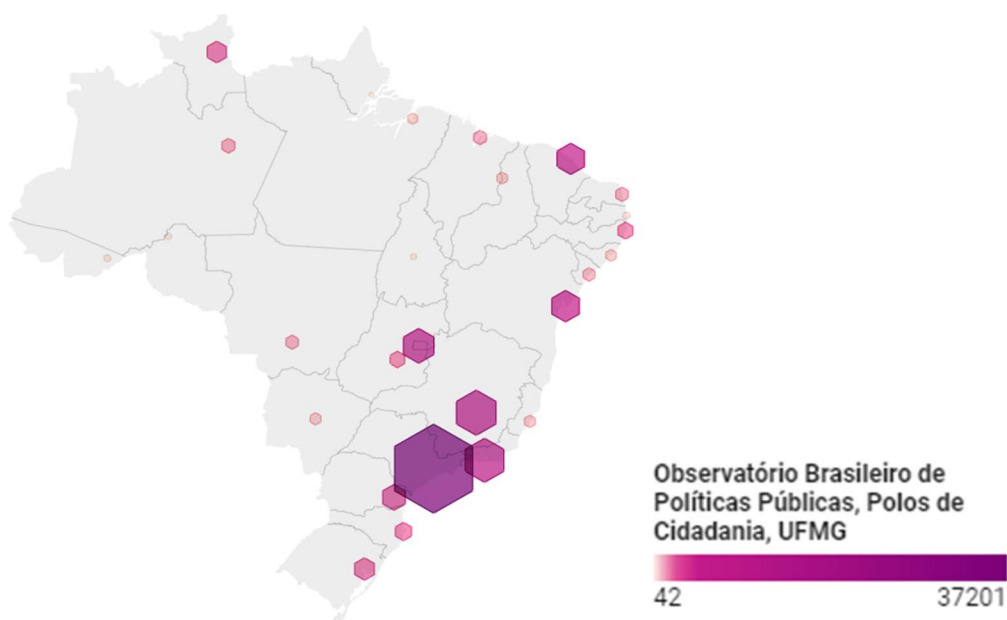 Observatório Brasileiro de
Políticas Públicas, Polos de
Cidadania, UFMG
42 37201